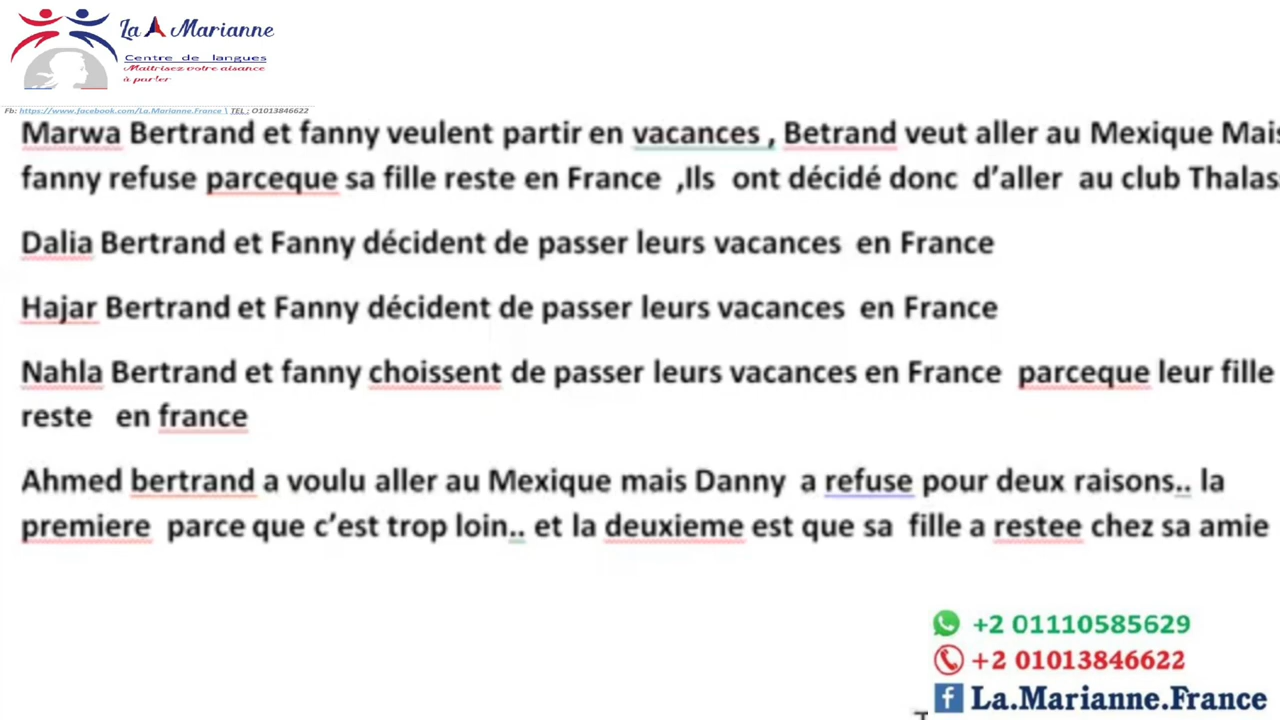 La Marianne
Centre de langues
Maîtrisez votre aisance
à parler
Fb: https://www.facebook.com/La.Marianne.France \ TEL : O1013846622
Marwa Bertrand et fanny veulent partir en vacances , Betrand veut aller au Mexique Mais
fanny refuse parceque sa fille reste en France ,Ils ont décidé donc d’aller au club Thalas
Dalia Bertrand et Fanny décident de passer leurs vacances en France
Hajar Bertrand et Fanny décident de passer leurs vacances en France
Nahla Bertrand et fanny choissent de passer leurs vacances en France parceque leur fille
reste en france
Ahmed bertrand a voulu aller au Mexique mais Danny a refuse pour deux raisons.. la
premiere parce que c’est trop loin.. et la deuxieme est que sa fille a restee chez sa amie
+2 01110585629
+2 01013846622
La.Marianne.France